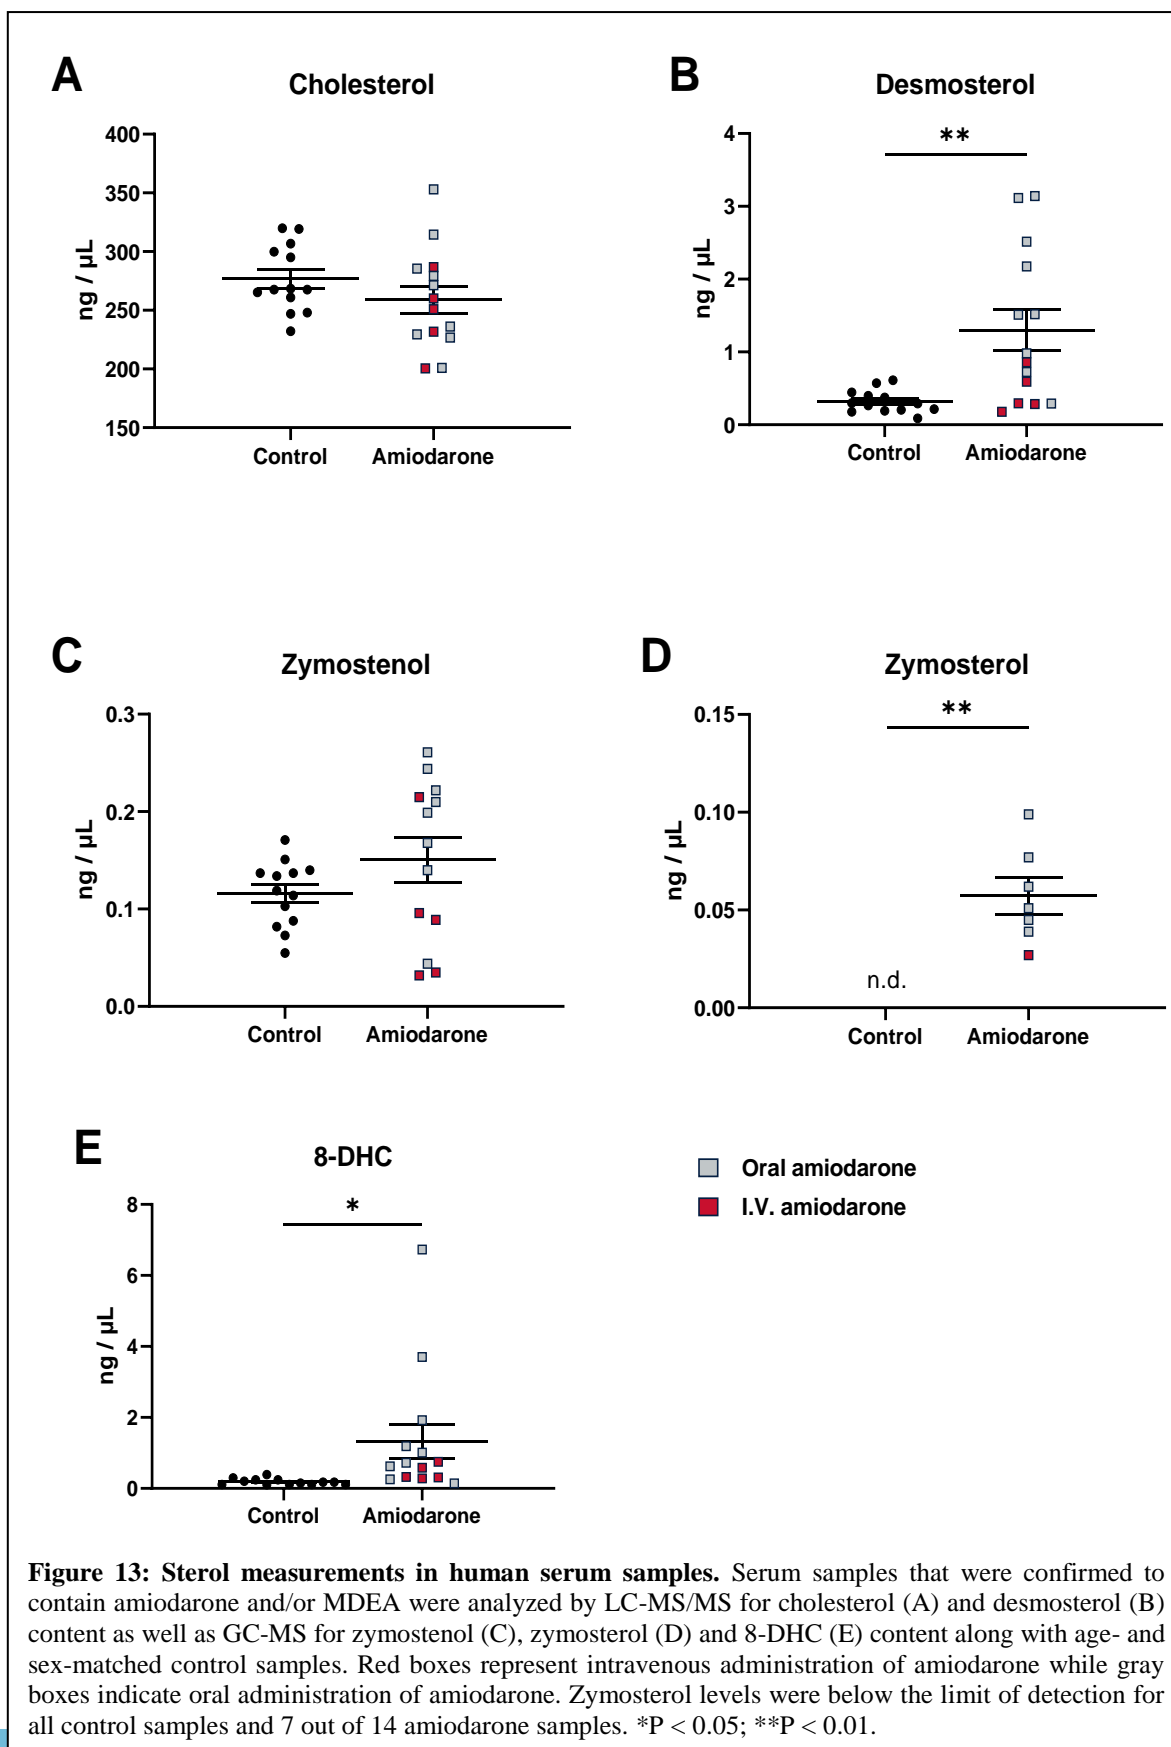 A
Cholesterol
400
350
300
250
200
150
ng / µL
Control
Amiodarone
B
Desmosterol
**
4
3
2
1
0
ng / µL
Control
Amiodarone
C
Zymostenol
0.3
0.2
0.1
0.0
ng / µL
Control
Amiodarone
D
Zymosterol
**
0.15
0.10
0.05
0.00
ng / µL
n.d.
Control
Amiodarone
E
8-DHC
*
8
6
4
2
0
ng / µL
Control
Amiodarone
Oral amiodarone
I.V. amiodarone
Figure 13: Sterol measurements in human serum samples. Serum samples that were confirmed to
contain amiodarone and/or MDEA were analyzed by LC-MS/MS for cholesterol (A) and desmosterol (B)
content as well as GC-MS for zymostenol (C), zymosterol (D) and 8-DHC (E) content along with age- and
sex-matched control samples. Red boxes represent intravenous administration of amiodarone while gray
boxes indicate oral administration of amiodarone. Zymosterol levels were below the limit of detection for
all control samples and 7 out of 14 amiodarone samples. *P < 0.05; **P < 0.01.